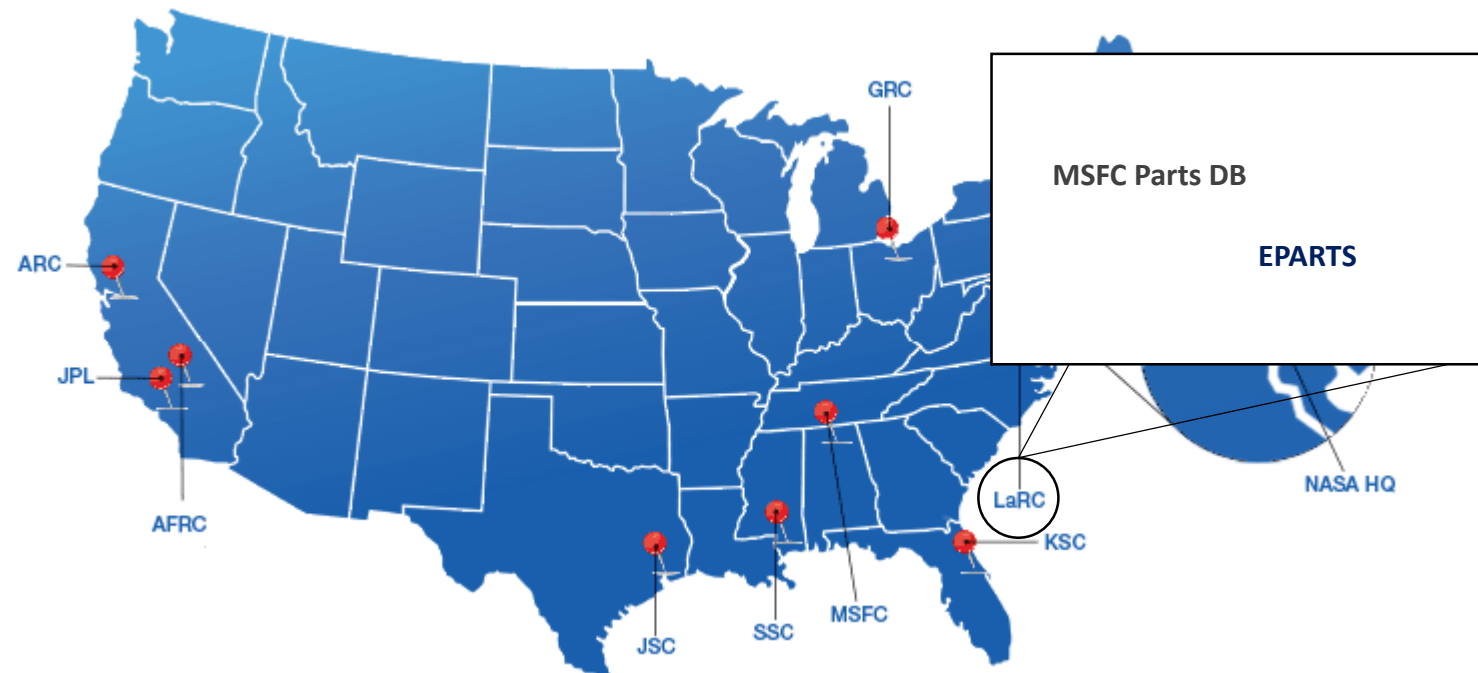 GRC
MSFC Parts DB
EPARTS
ARC
JPL
AFRC
LaRC
NASA HQ
KSC
MSFC
SSC
JSC